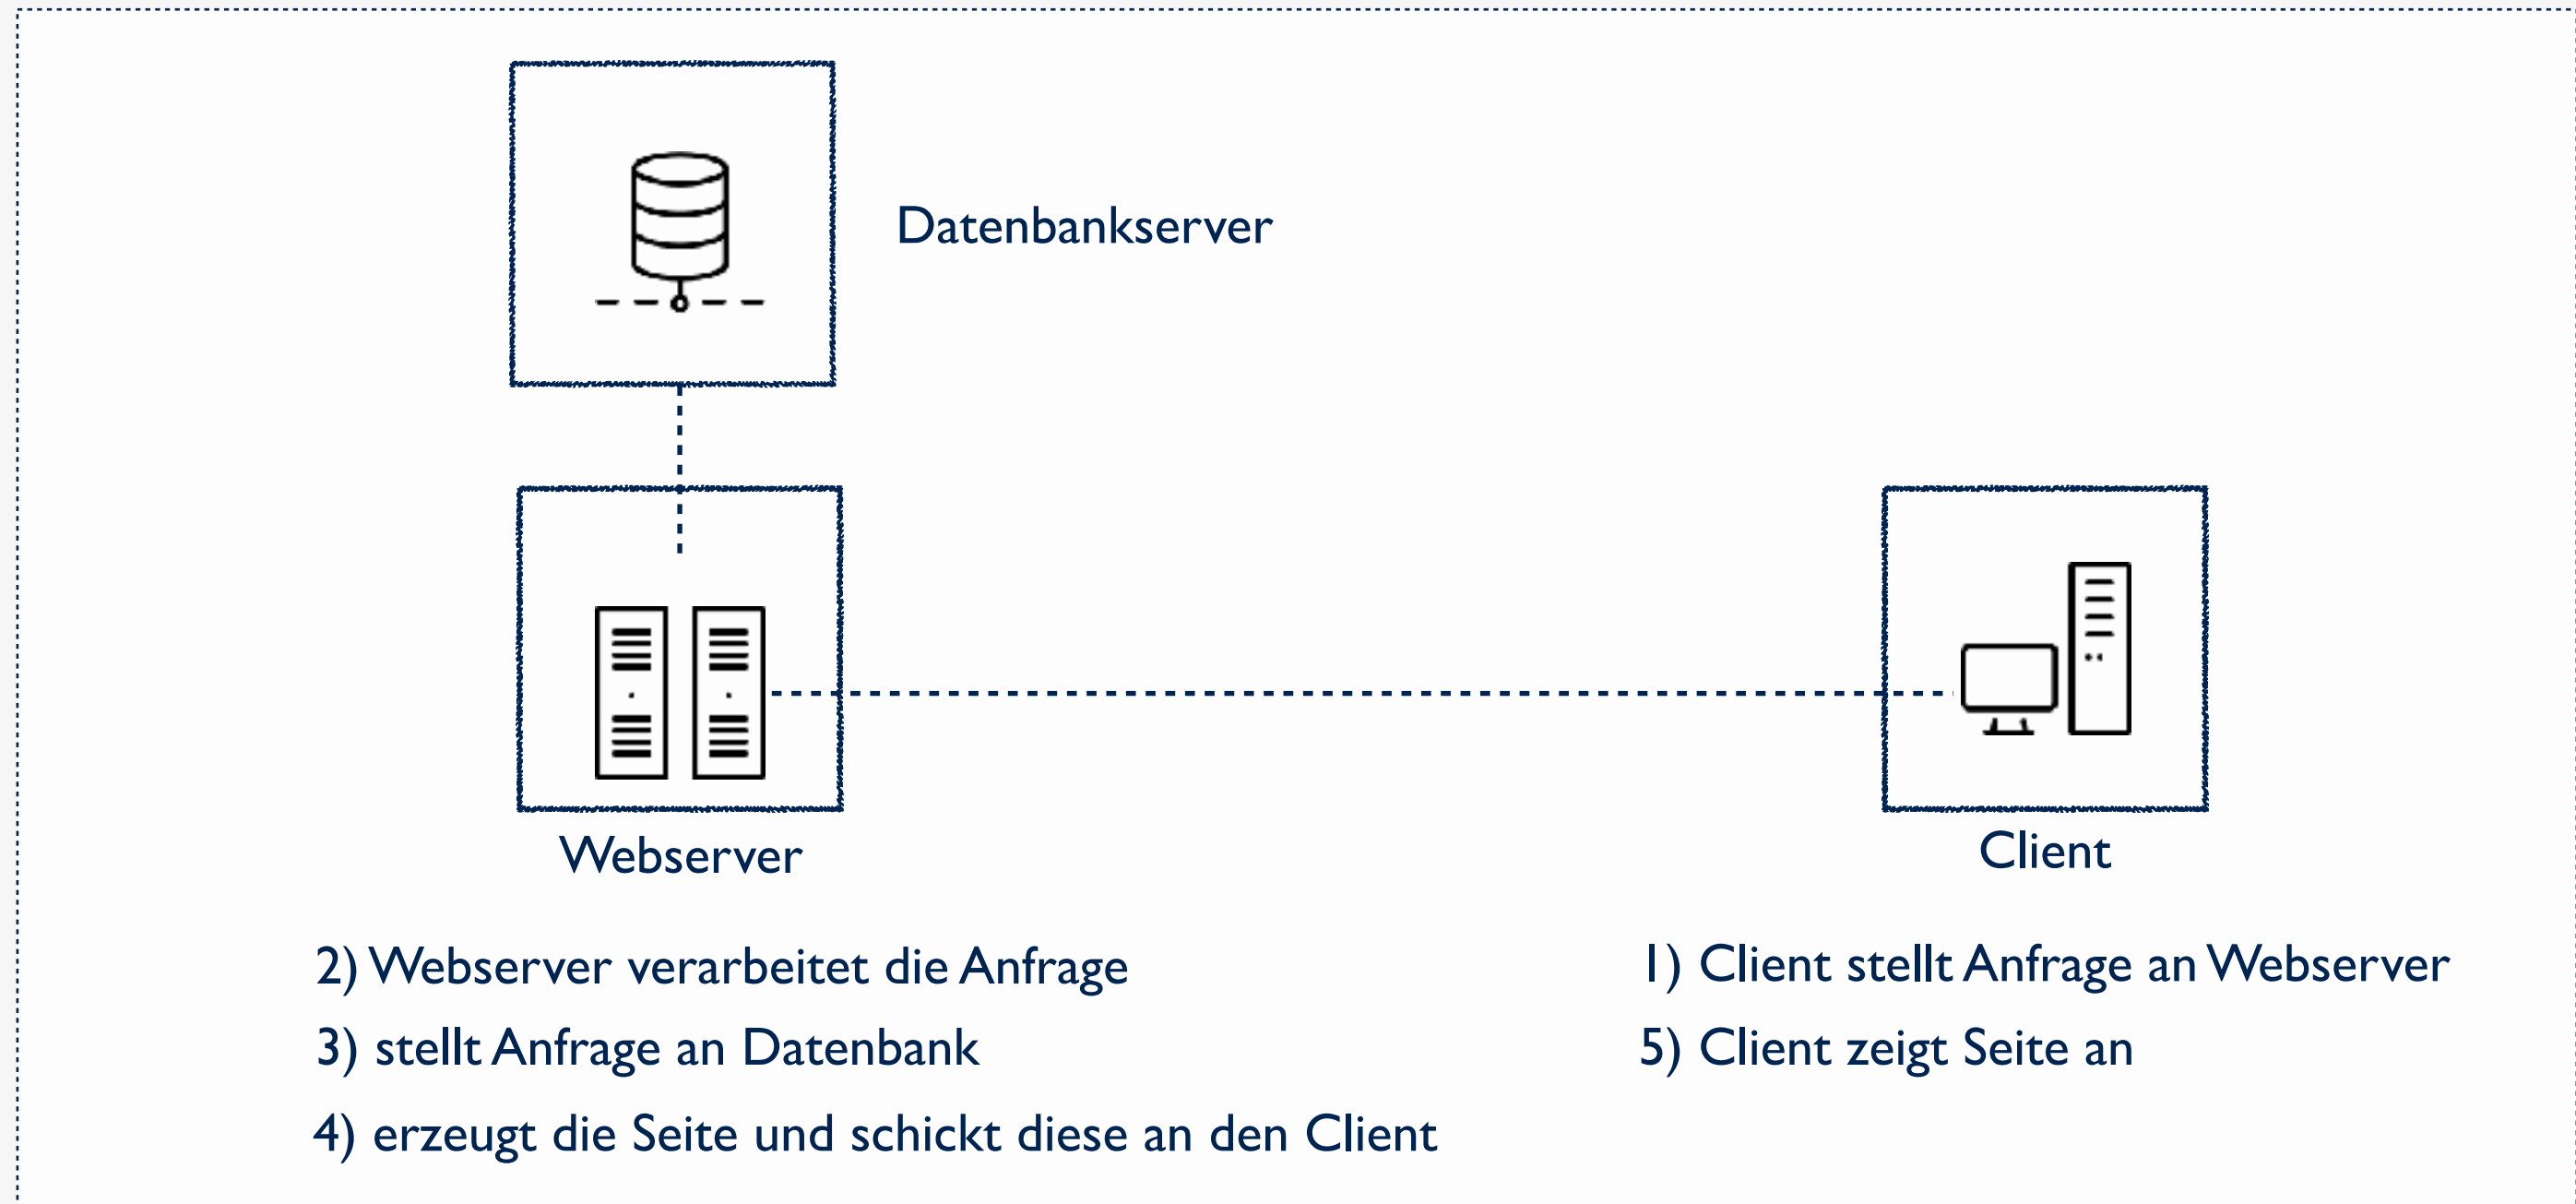 Datenbankserver
Webserver
Client
2) Webserver verarbeitet die Anfrage
3) stellt Anfrage an Datenbank
4) erzeugt die Seite und schickt diese an den Client
1) Client stellt Anfrage an Webserver
5) Client zeigt Seite an